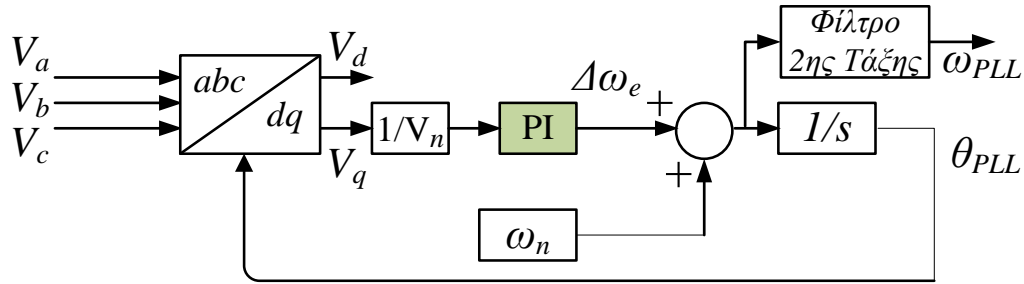 V_a
V_b
V_c
abc
dq
V_d
V_q
1/V_n
PI
Δω_e
+
+
ω_n
Φίλτρο
2ης Τάξης
ω_PLL
1/s
θ_PLL